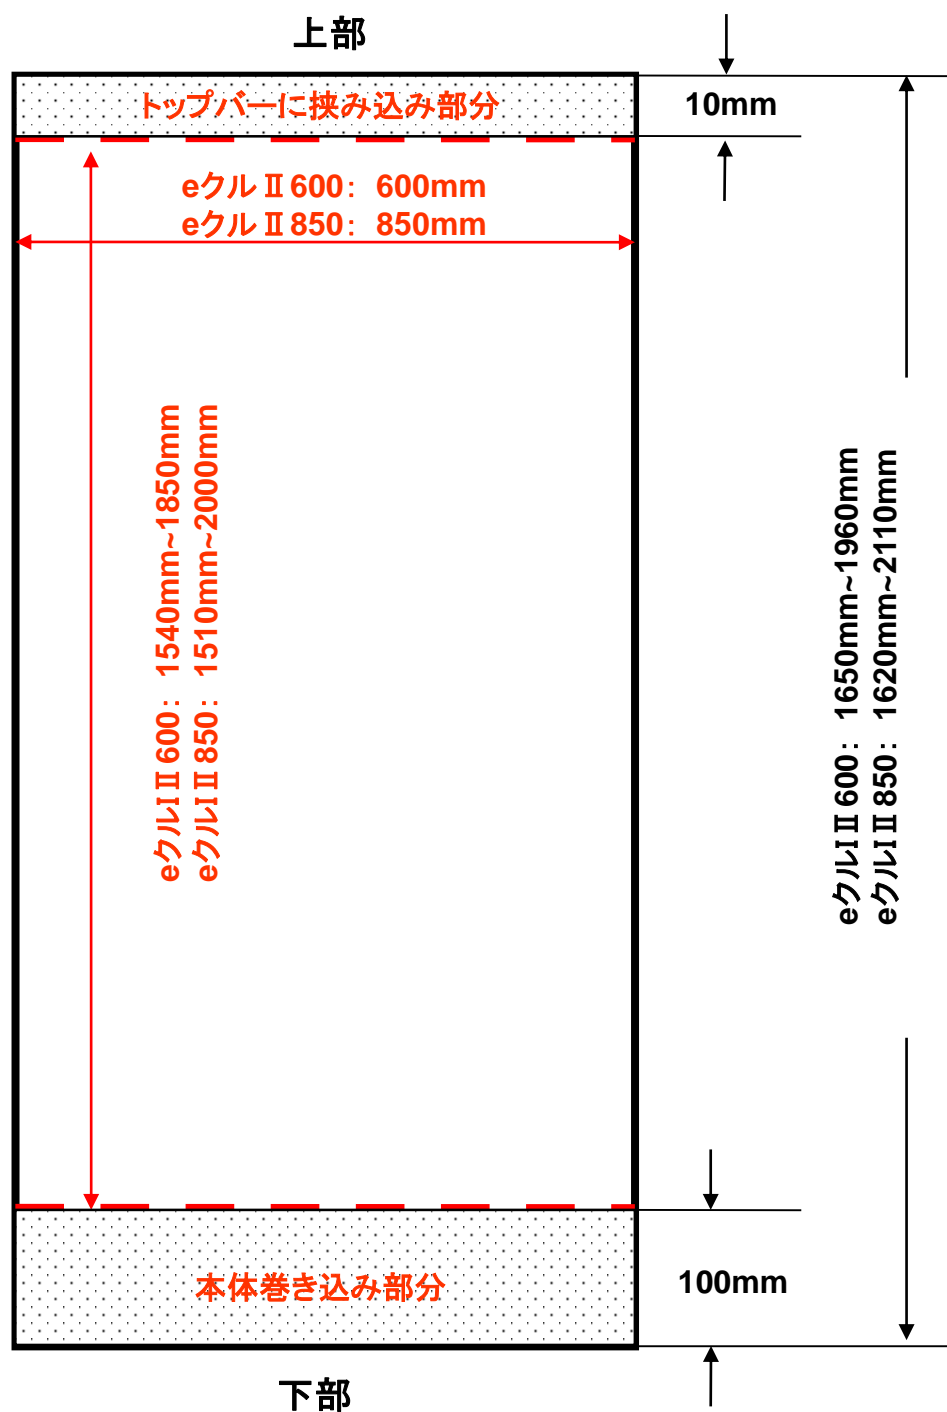 上部
トップバーに挟み込み部分
10mm
eクルⅡ600： 600mm
eクルⅡ850： 850mm
eクルIⅡ600： 1540mm~1850mm
eクルIⅡ850： 1510mm~2000mm
eクルIⅡ600： 1650mm~1960mm
eクルIⅡ850： 1620mm~2110mm
本体巻き込み部分
100mm
下部